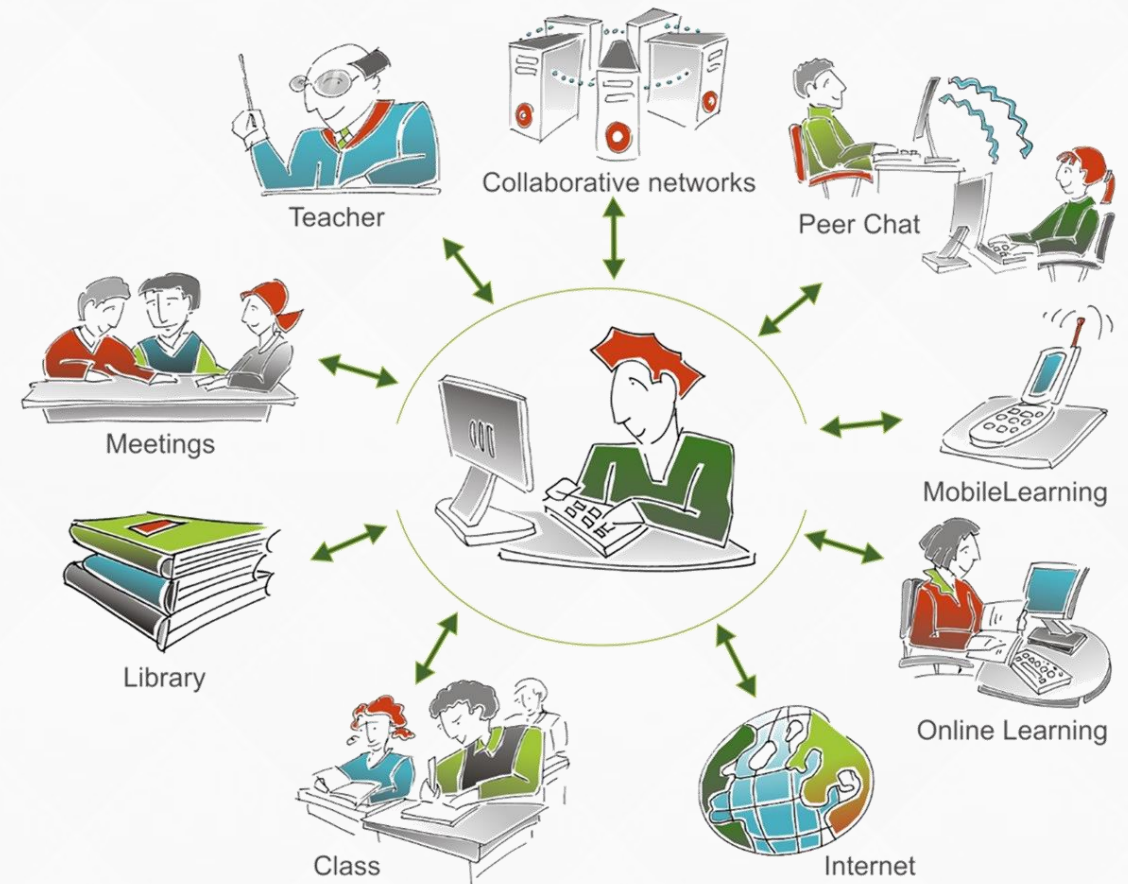 Collaborative networks
Teacher
Peer Chat
Meetings
MobileLearning
Library
Online Learning
Class
Internet